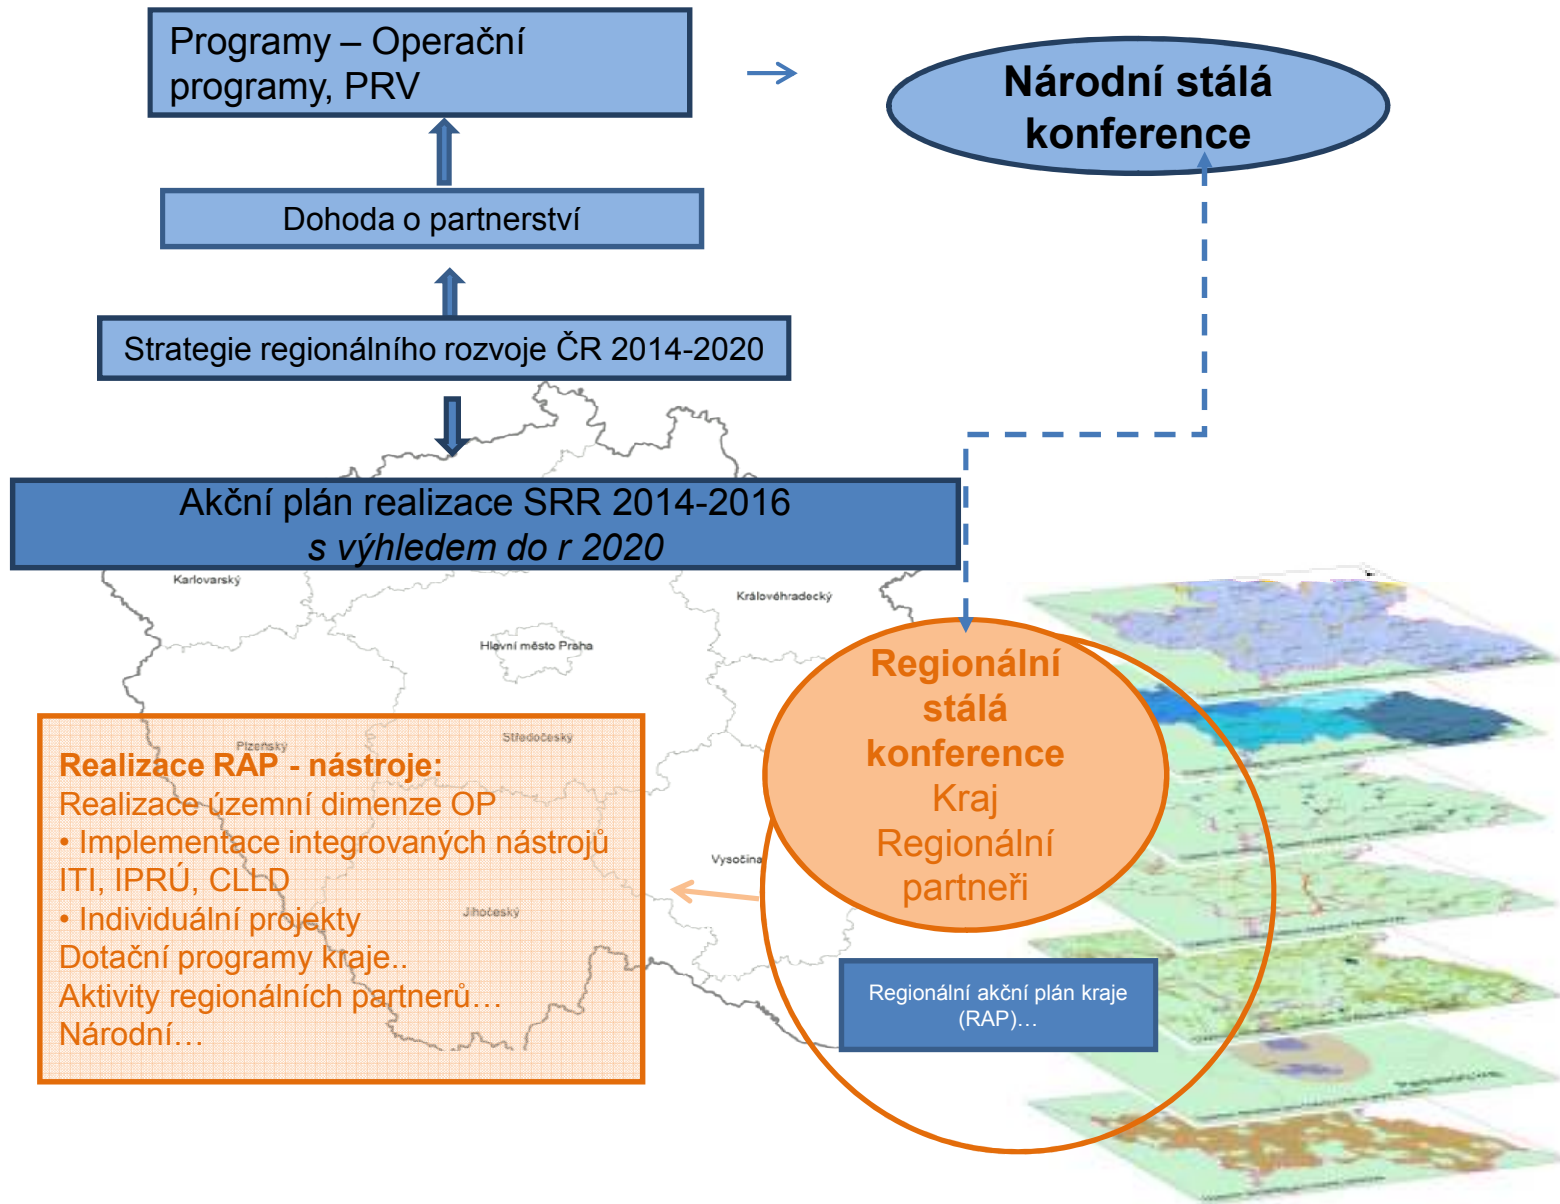 Programy – Operační
programy, PRV
Národní stálá
konference
Dohoda o partnerství
Strategie regionálního rozvoje ČR 2014-2020
Akční plán realizace SRR 2014-2016
s výhledem do r 2020
Karlovarský
Královéhradecký
Hlavní město Praha
Plzeňský
Středočeský
Vysočina
Jihočeský
Regionální
stálá
konference
Kraj
Regionální
partneři
Realizace RAP - nástroje:
Realizace územní dimenze OP
• Implementace integrovaných nástrojů
ITI, IPRÚ, CLLD
• Individuální projekty
Dotační programy kraje..
Aktivity regionálních partnerů…
Národní…
Regionální akční plán kraje
(RAP)…